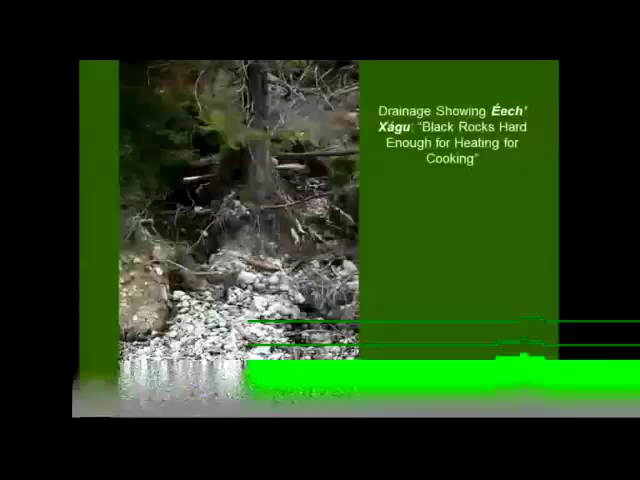 Drainage Showing Éech'
Xágu: “Black Rocks Hard
Enough for Heating for
Cooking”